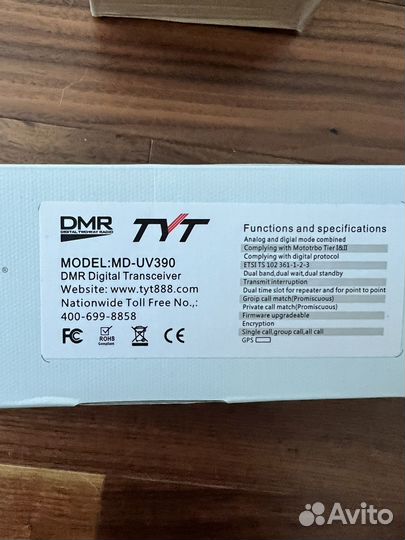 DMR
DIGITAL TWOWAY RADIO
TYT
MODEL:MD-UV390
DMR Digital Transceiver
Website: www.tyt888.com
Nationwide Toll Free No.,:
400-699-8858
FC
CE
ROHS
Compliant
Functions and specifications
Analog and digial mode combined
Complying with Mototrbo Tier I&II
Complying with digital protocol
ETSI TS 102 361-1-2-3
Dual band,dual wait,dual standby
Transmit interrupt
Dual time slot for repeater and for point to point
Groip call match(Promiscuous)
Private call match(Promiscuous)
Firmware upgradeable
Encryption
Single call,group call,all call
GPS
®
Avito